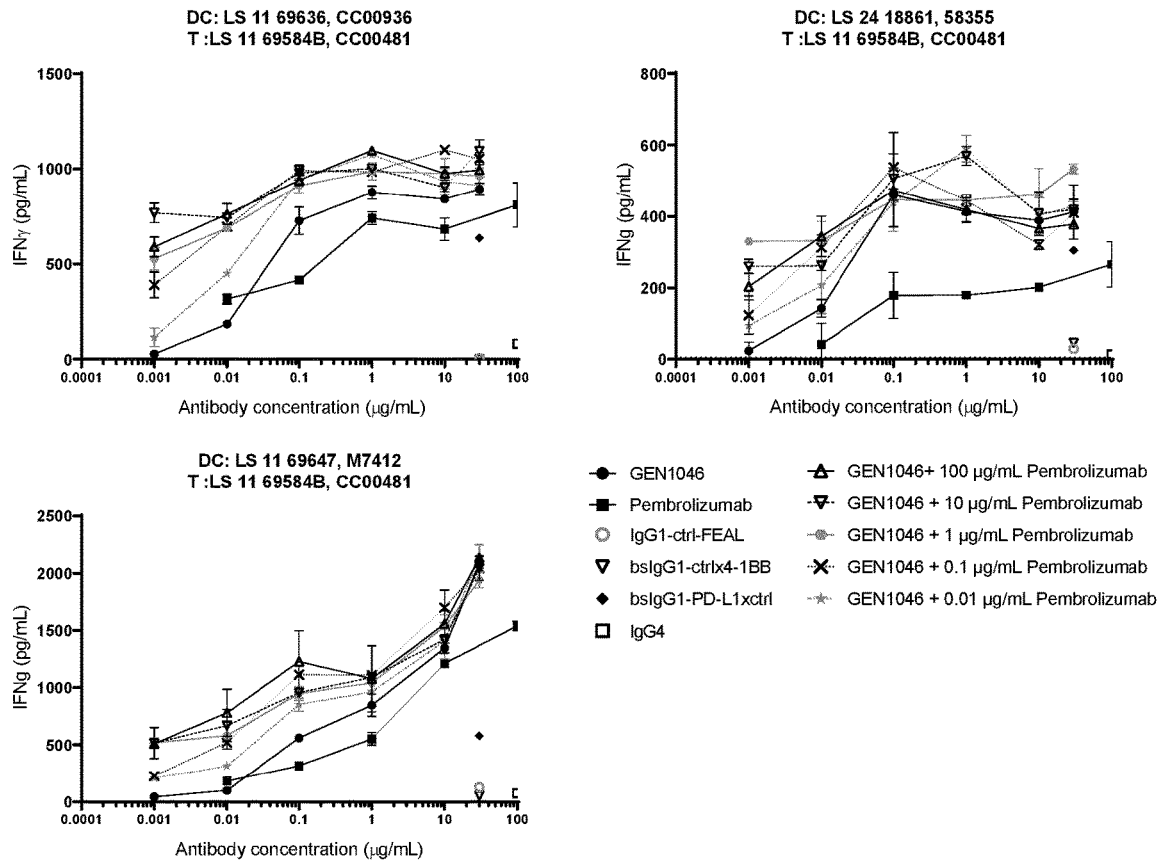 DC: LS 11 69636, CC00936
T :LS 11 69584B, CC00481
1500
1000
500
0
IFNγ (pg/mL)
0.0001
0.001
0.01
0.1
1
10
100
Antibody concentration (µg/mL)
DC: LS 24 18861, 58355
T :LS 11 69584B, CC00481
800
600
400
200
0
IFNg (pg/mL)
0.0001
0.001
0.01
0.1
1
10
100
Antibody concentration (µg/mL)
DC: LS 11 69647, M7412
T :LS 11 69584B, CC00481
2500
2000
1500
1000
500
0
IFNg (pg/mL)
0.0001
0.001
0.01
0.1
1
10
100
Antibody concentration (µg/mL)
GEN1046
Pembrolizumab
IgG1-ctrl-FEAL
bsIgG1-ctrlx4-1BB
bsIgG1-PD-L1xctrl
IgG4
GEN1046+ 100 µg/mL Pembrolizumab
GEN1046 + 10 µg/mL Pembrolizumab
GEN1046 + 1 µg/mL Pembrolizumab
GEN1046 + 0.1 µg/mL Pembrolizumab
GEN1046 + 0.01 µg/mL Pembrolizumab